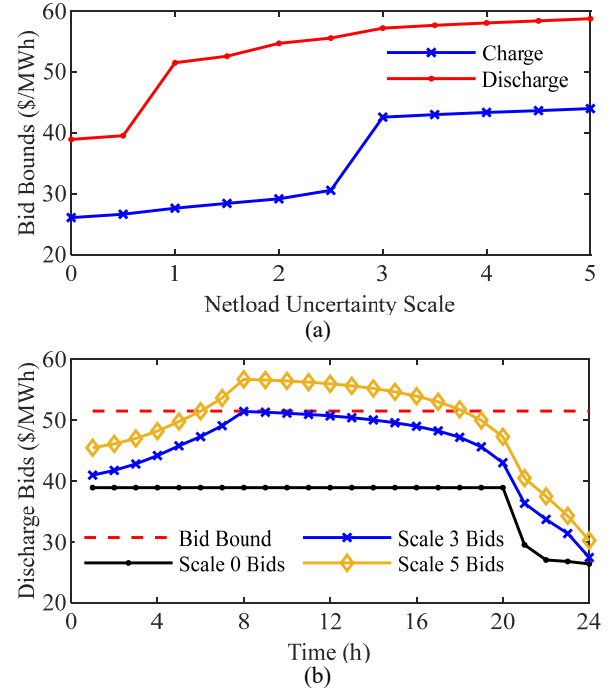 60
50
40
30
20
Bid Bounds ($/MWh)
Charge
Discharge
0 1 2 3 4 5
Netload Uncertainty Scale
(a)
60
50
40
30
20
Discharge Bids ($/MWh)
Bid Bound
Scale 3 Bids
Scale 0 Bids
Scale 5 Bids
0 4 8 12 16 20 24
Time (h)
(b)